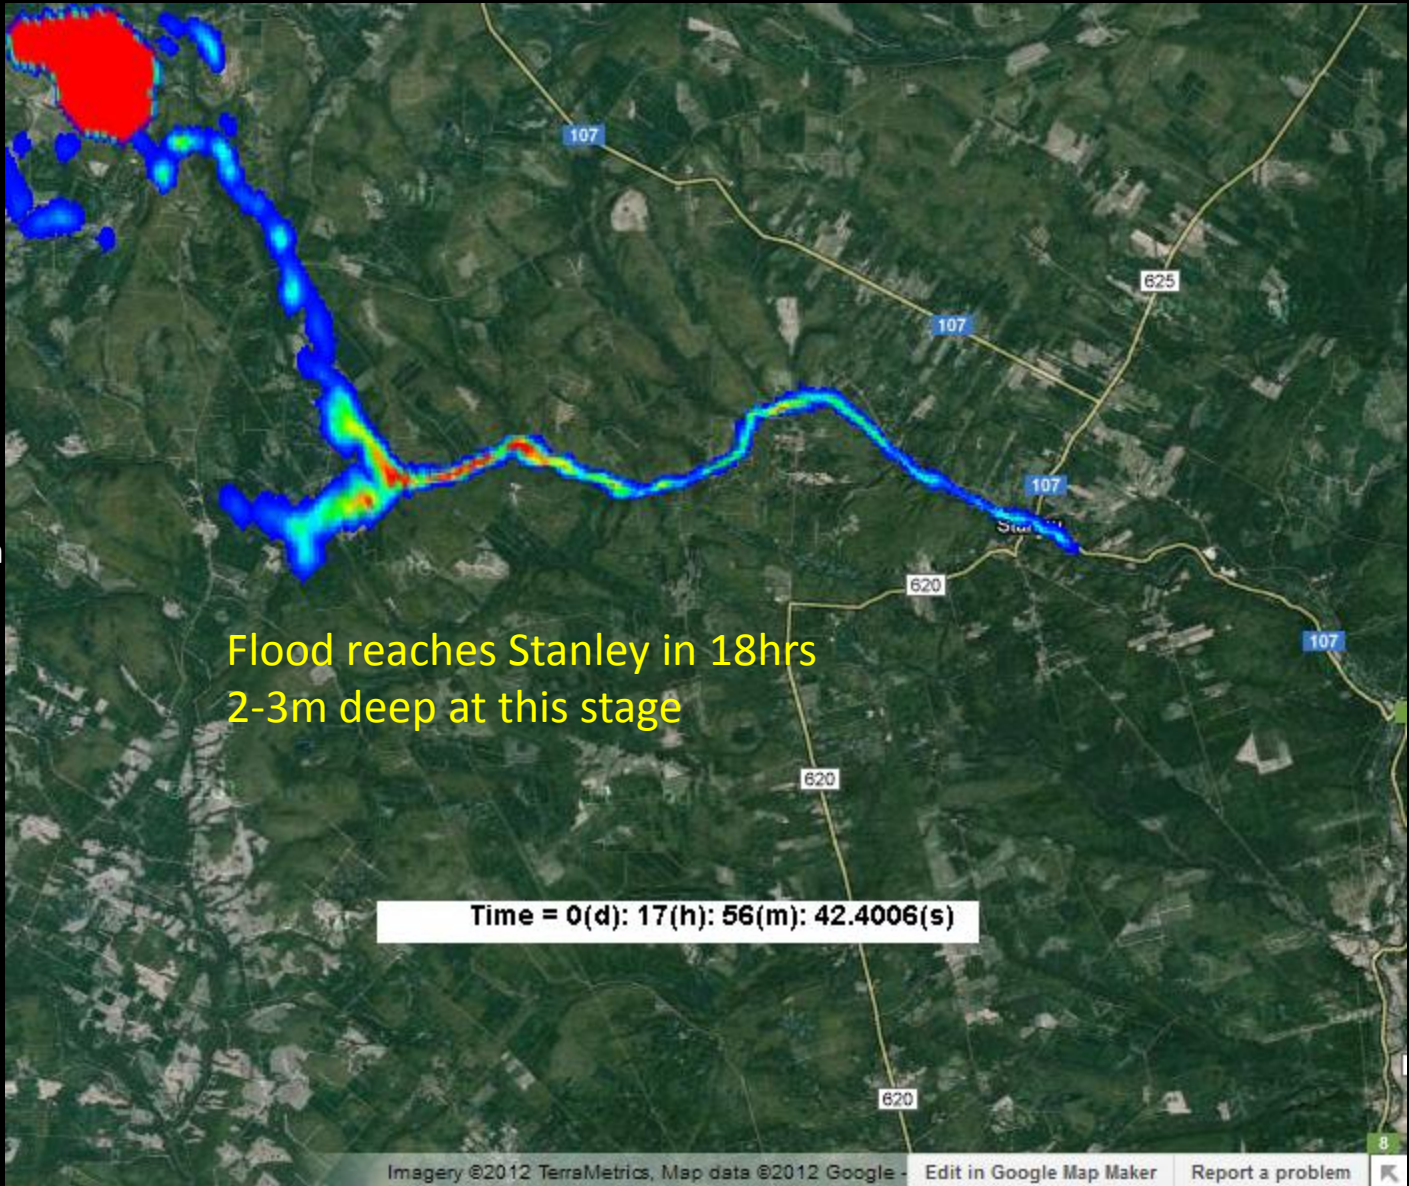 107
625
107
107
620
Flood reaches Stanley in 18hrs
2-3m deep at this stage
107
620
Time = 0(d): 17(h): 56(m): 42.4006(s)
620
8
Imagery ©2012 TerraMetrics, Map data ©2012 Google - Edit in Google Map Maker Report a problem